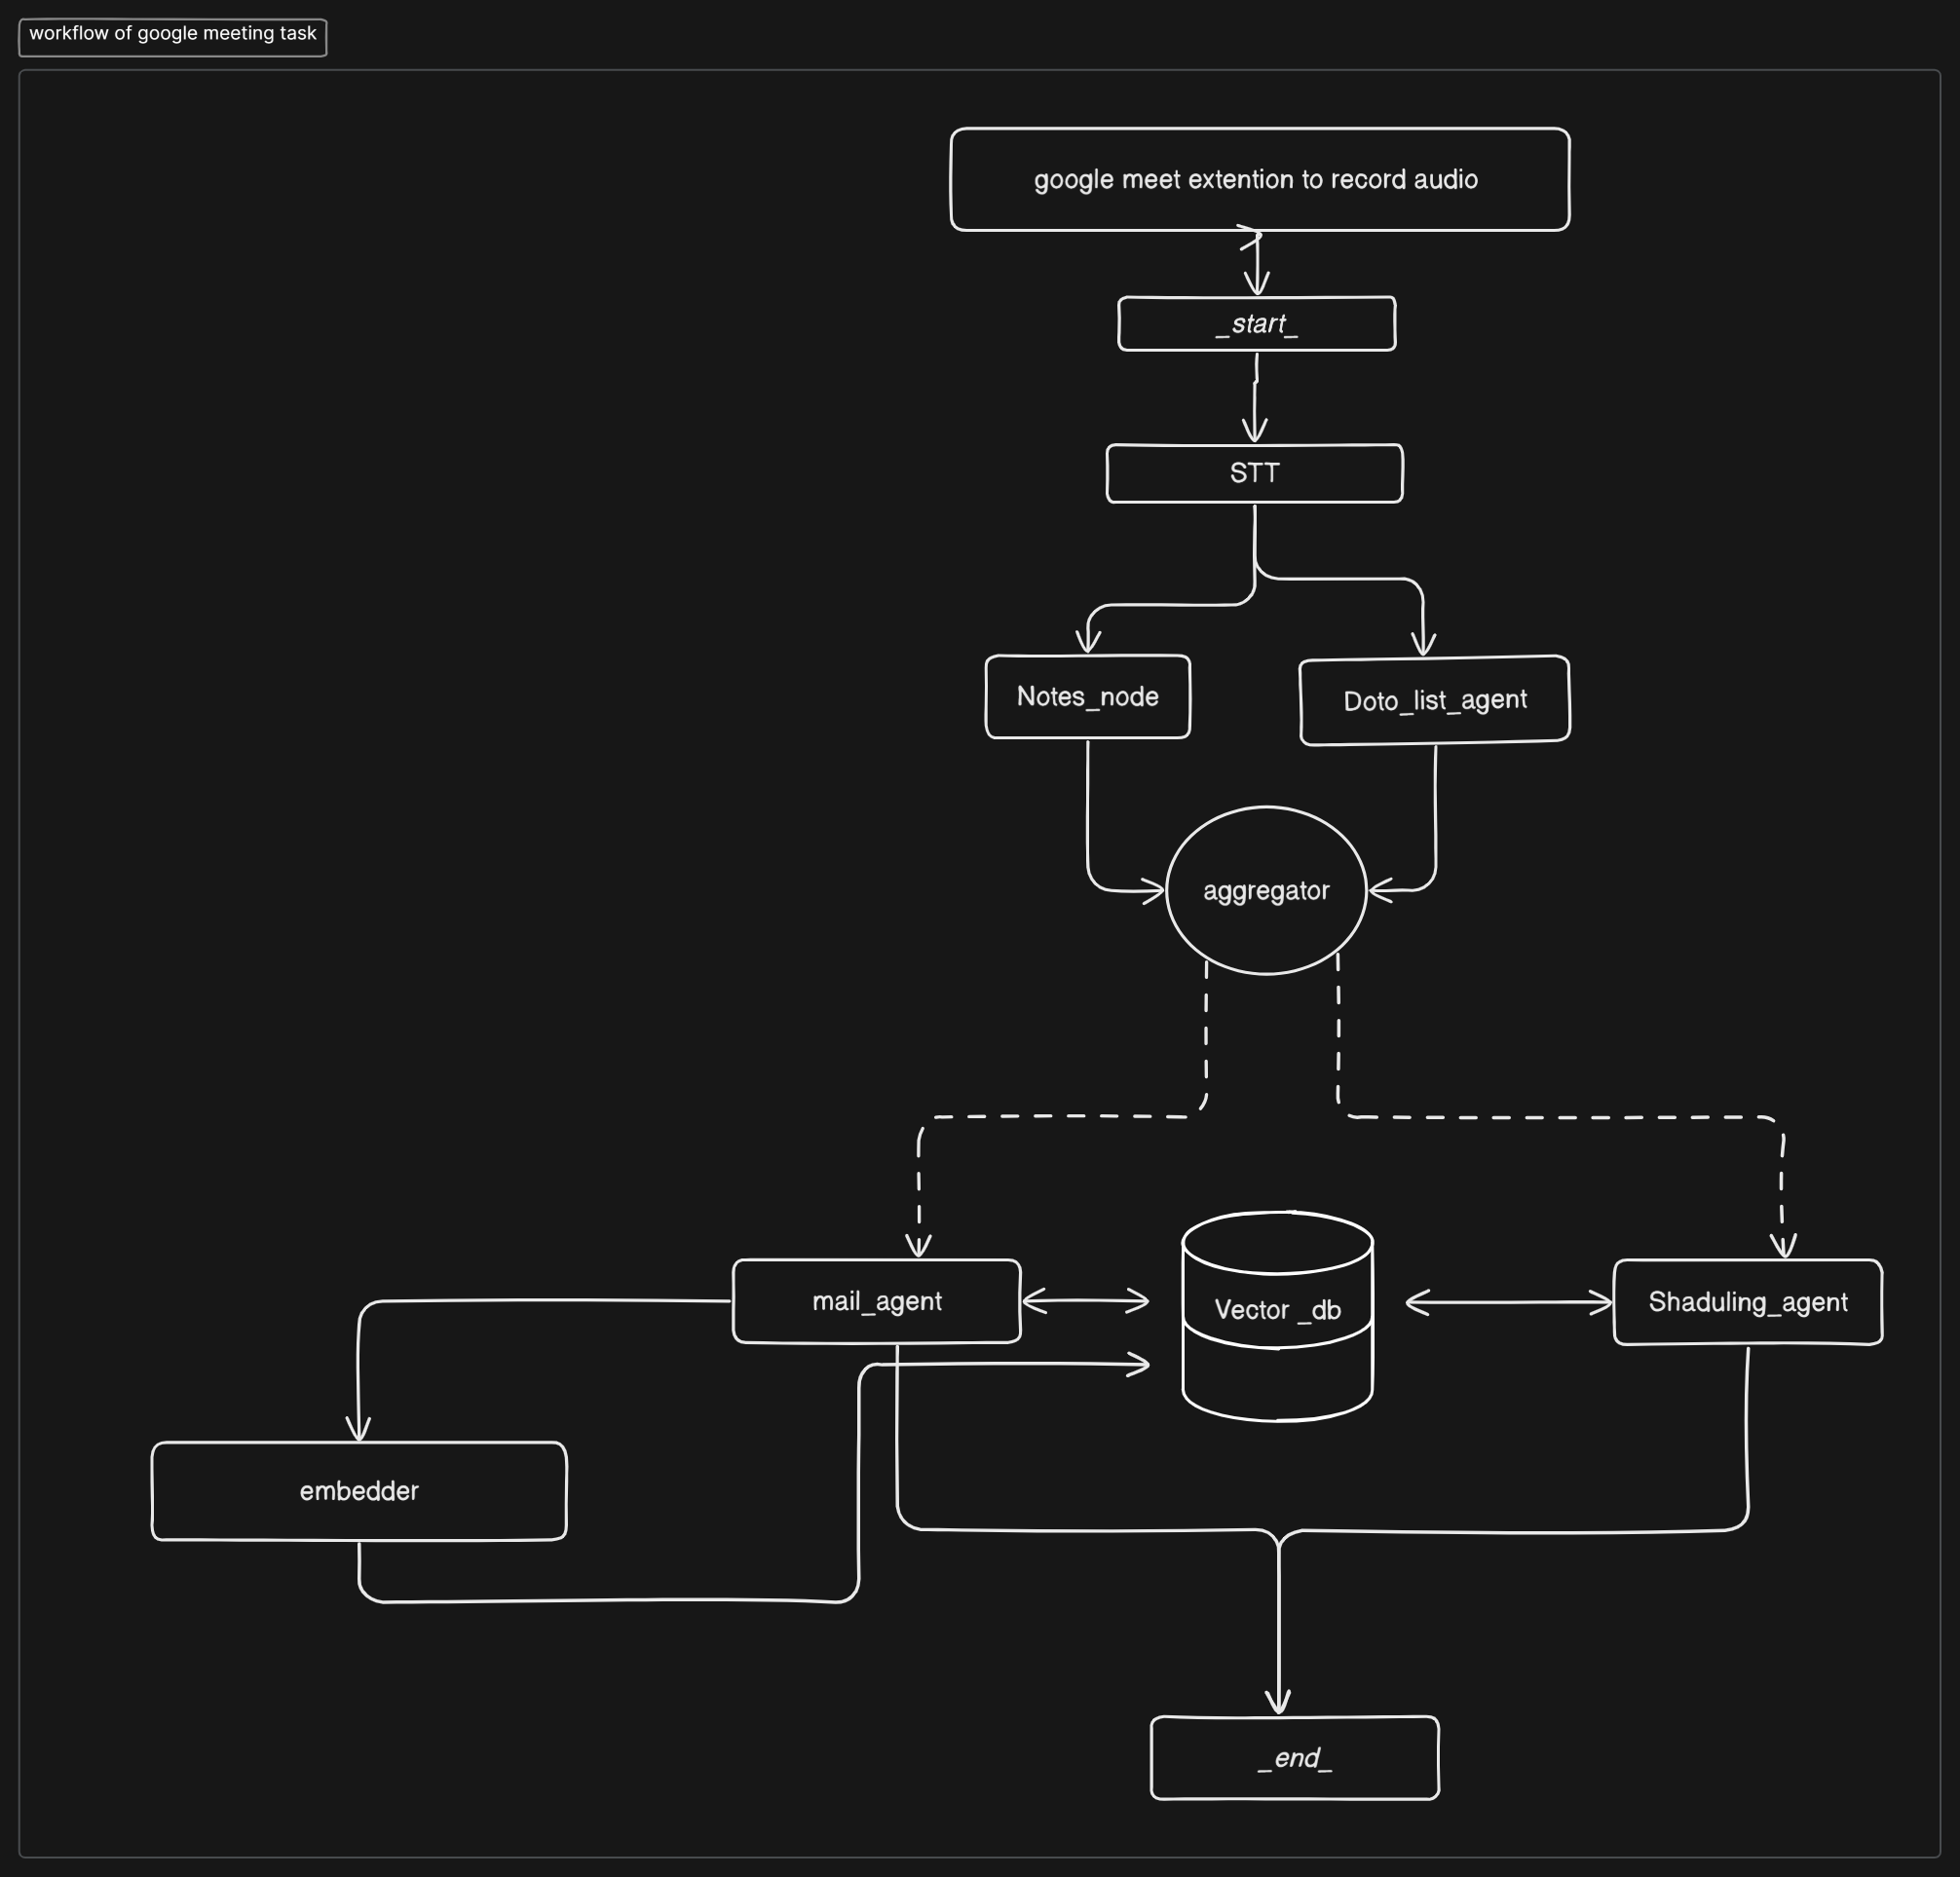 workflow of google meeting task
google meet extention to record audio
_start_
STT
Notes_node
Doto_list_agent
aggregator
mail_agent
Vector _db
Shaduling_agent
embedder
_end_